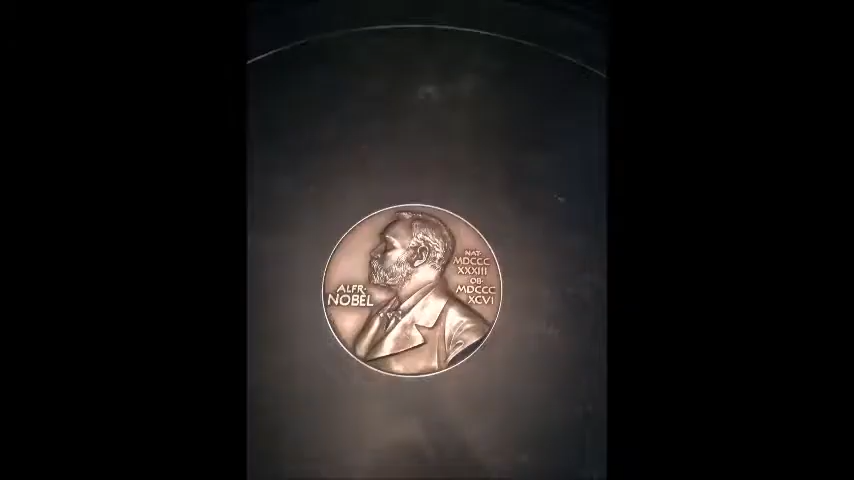 ALFR·
NOBEL
NAT·
MDCCC
XXXIII
OB·
MDCCC
XCVI